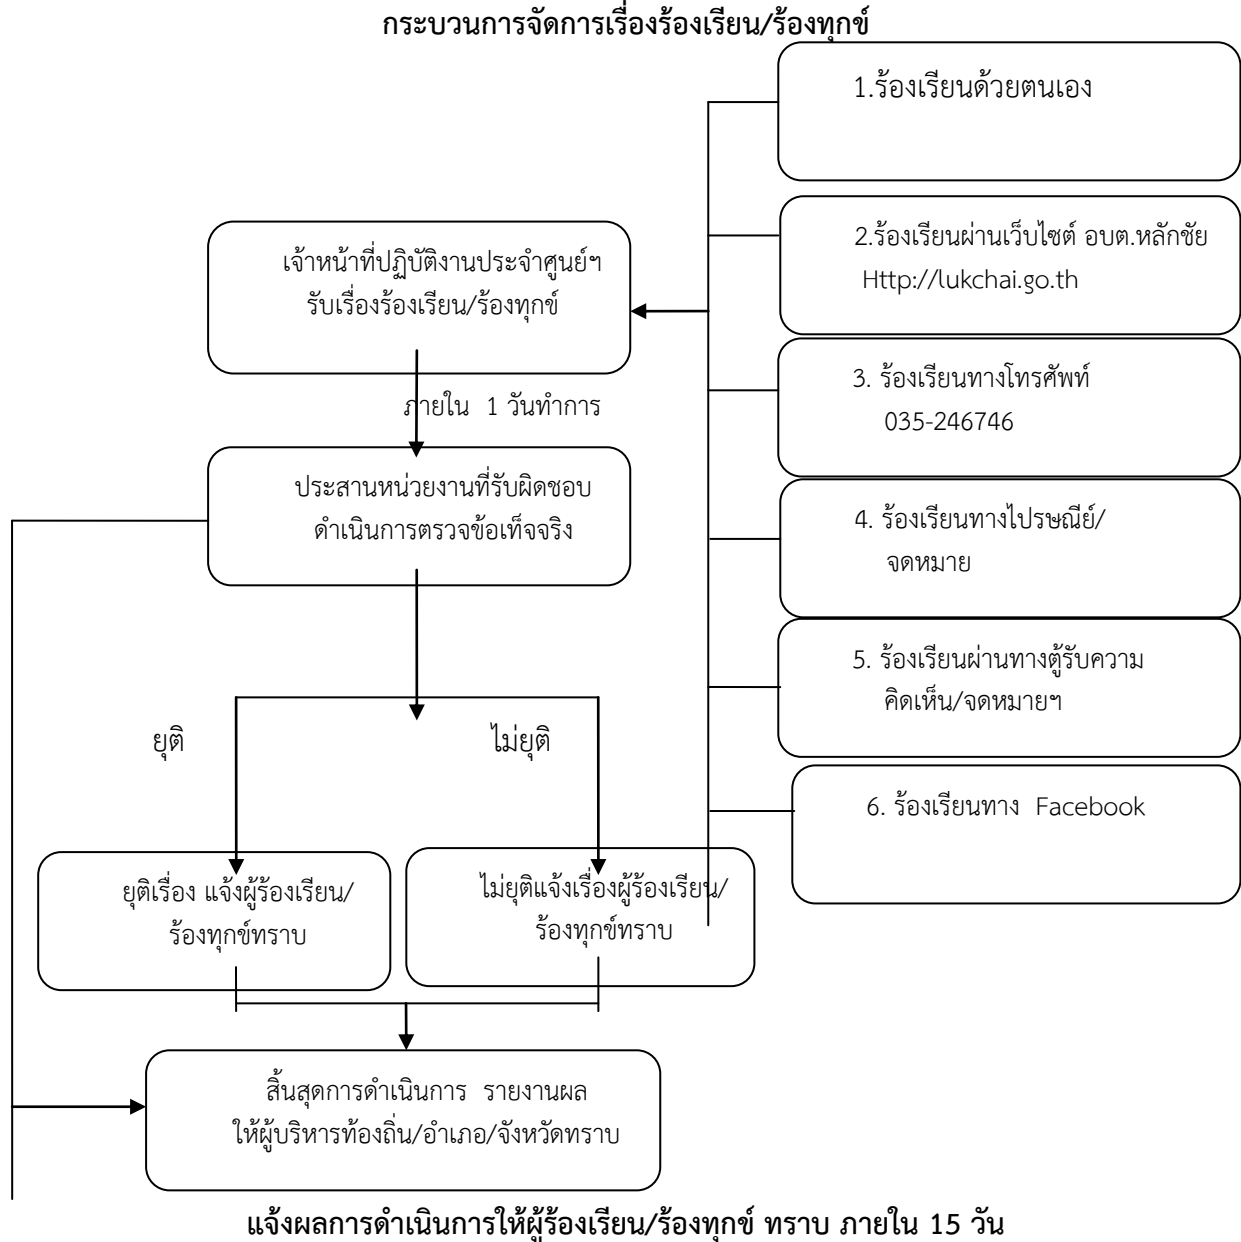 กระบวนการจัดการเรื่องร้องเรียน/ร้องทุกข์
1.ร้องเรียนด้วยตนเอง
2.ร้องเรียนผ่านเว็บไซต์ อบต.หลักชัย
Http://lukchai.go.th
3. ร้องเรียนทางโทรศัพท์
035-246746
4. ร้องเรียนทางไปรษณีย์/
จดหมาย
5. ร้องเรียนผ่านทางตู้รับความ
คิดเห็น/จดหมายฯ
6. ร้องเรียนทาง Facebook
เจ้าหน้าที่ปฏิบัติงานประจำศูนย์ฯ
รับเรื่องร้องเรียน/ร้องทุกข์
ภายใน 1 วันทำการ
ประสานหน่วยงานที่รับผิดชอบ
ดำเนินการตรวจข้อเท็จจริง
ยุติ
ไม่ยุติ
ยุติเรื่อง แจ้งผู้ร้องเรียน/
ร้องทุกข์ทราบ
ไม่ยุติแจ้งเรื่องผู้ร้องเรียน/
ร้องทุกข์ทราบ
สิ้นสุดการดำเนินการ รายงานผล
ให้ผู้บริหารท้องถิ่น/อำเภอ/จังหวัดทราบ
แจ้งผลการดำเนินการให้ผู้ร้องเรียน/ร้องทุกข์ ทราบ ภายใน 15 วัน